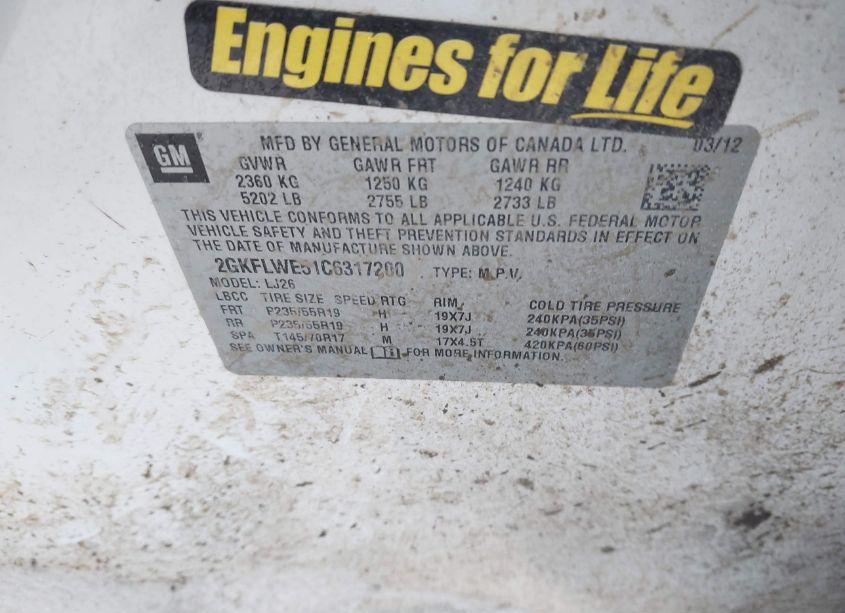 Engines for Life
GM
MFD BY GENERAL MOTORS OF CANADA LTD. 03/12
GVWR GAWR FRT GAWR RR
2360 KG 1250 KG 1240 KG
5202 LB 2755 LB 2733 LB
THIS VEHICLE CONFORMS TO ALL APPLICABLE U.S. FEDERAL MOTOR
VEHICLE SAFETY AND THEFT PREVENTION STANDARDS IN EFFECT ON
THE DATE OF MANUFACTURE SHOWN ABOVE.
2GKFLWE51C6317200 TYPE: M.P.V.
MODEL: LJ26
LBCC TIRE SIZE SPEED RTG RIM COLD TIRE PRESSURE
FRT P235/55R19 H 19X7J 240KPA(35PSI)
RR P235/55R19 H 19X7J 240KPA(35PSI)
SPA T145/70R17 M 17X4.5T 420KPA(60PSI)
SEE OWNER'S MANUAL FOR MORE INFORMATION.